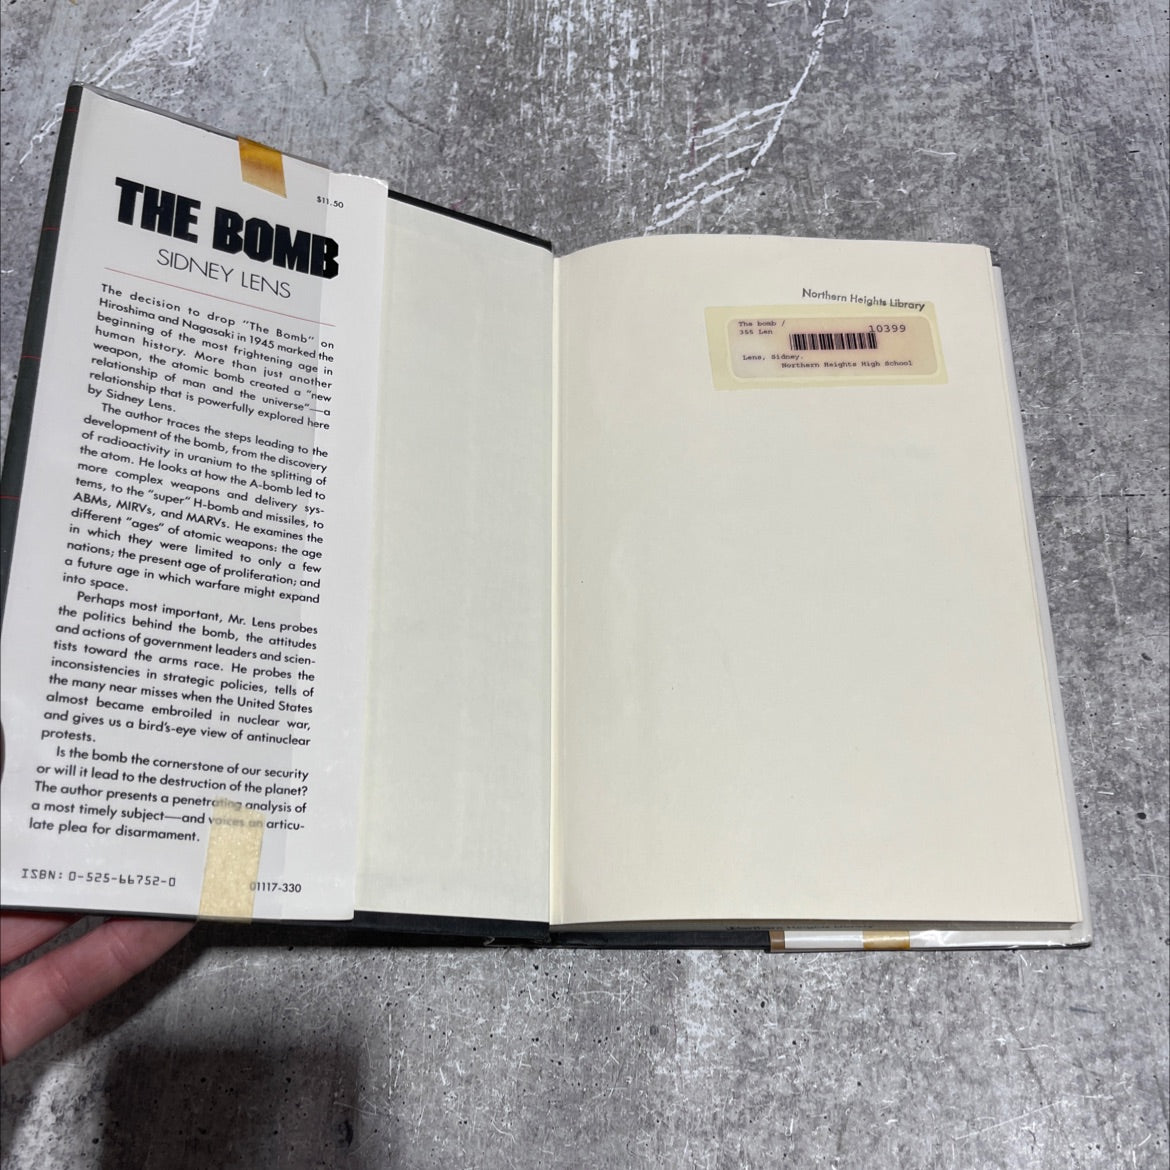 $11.50
THE BOMB
SIDNEY LENS
The decision to drop "The Bomb" on
Hiroshima and Nagasaki in 1945 marked the
beginning of the most frightening age in
human history. More than just another
weapon, the atomic bomb created a "new
relationship of man and the universe"—a
relationship that is powerfully explored here
by Sidney Lens.
The author traces the steps leading to the
development of the bomb, from the discovery
of radioactivity in uranium to the splitting of
the atom. He looks at how the A-bomb led to
more complex weapons and delivery sys-
tems, to the "super" H-bomb and missiles, to
ABMs, MIRVs, and MARVs. He examines the
different "ages" of atomic weapons: the age
in which they were limited to only a few
nations; the present age of proliferation; and
a future age in which warfare might expand
into space.
Perhaps most important, Mr. Lens probes
the politics behind the bomb, the attitudes
and actions of government leaders and scien-
tists toward the arms race. He probes the
inconsistencies in strategic policies, tells of
the many near misses when the United States
almost became embroiled in nuclear war,
and gives us a bird's-eye view of antinuclear
protests.
Is the bomb the cornerstone of our security
or will it lead to the destruction of the planet?
The author presents a penetrating analysis of
a most timely subject—and voices an articu-
late plea for disarmament.
ISBN: 0-525-66752-0
01117-330
Northern Heights Library
The bomb /
355 Len
10399
Lens, Sidney.
Northern Heights High School
Northern Heights Library